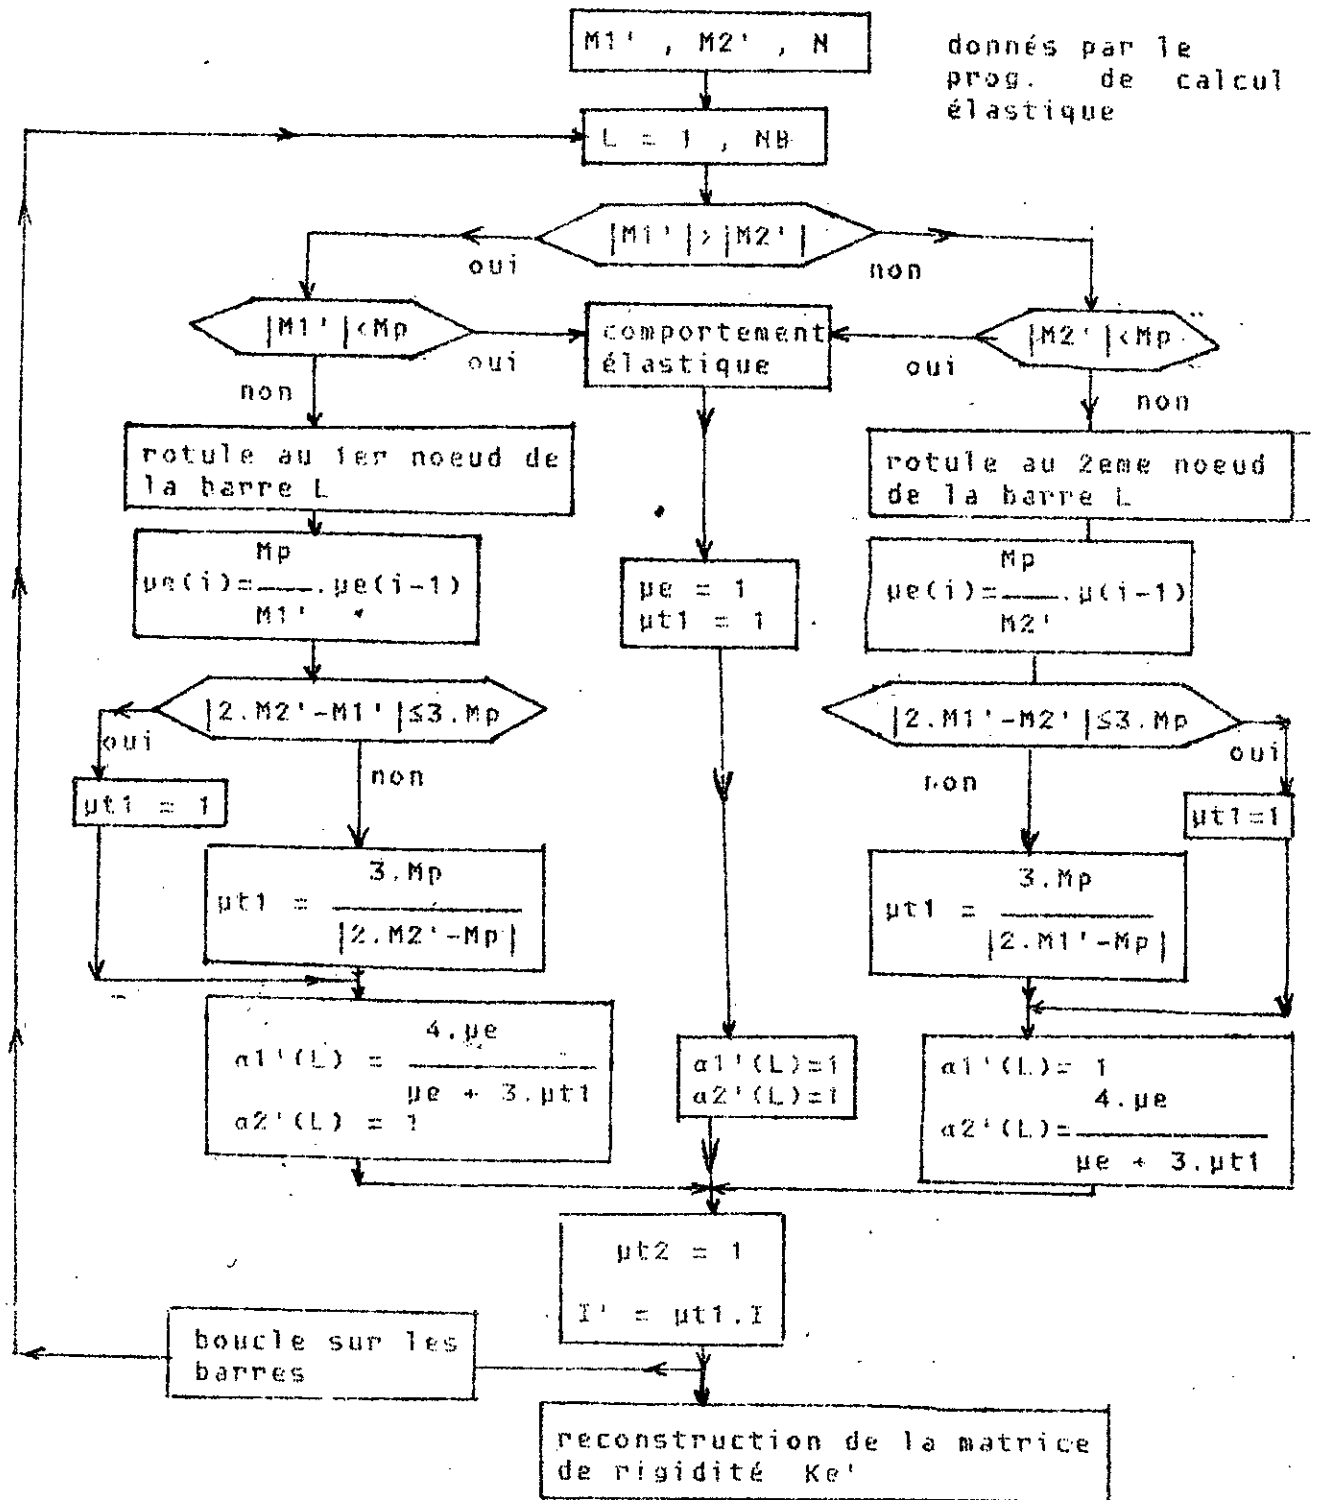 M1' , M2' , N
donnés par le
prog. de calcul
élastique
L = 1 , NB
|M1'|>|M2'|
oui
non
|M1'|<Mp
oui
non
comportement
élastique
|M2'|<Mp
oui
non
rotule au 1er noeud de
la barre L
rotule au 2eme noeud
de la barre L
Mp
µe(i)=____.µe(i-1)
M1'
µe = 1
µt1 = 1
Mp
µe(i)=____.µ(i-1)
M2'
|2.M2'-M1'|≤3.Mp
oui
non
|2.M1'-M2'|≤3.Mp
oui
non
µt1 = 1
µt1=1
3.Mp
µt1 = ____
|2.M2'-Mp|
3.Mp
µt1 = ____
|2.M1'-Mp|
4.µe
α1'(L) = ____
µe + 3.µt1
α2'(L) = 1
α1'(L)=1
α2'(L)=1
α1'(L)= 1
4.µe
α2'(L)=____
µe + 3.µt1
µt2 = 1
I' = µt1.I
boucle sur les
barres
reconstruction de la matrice
de rigidité Ke'